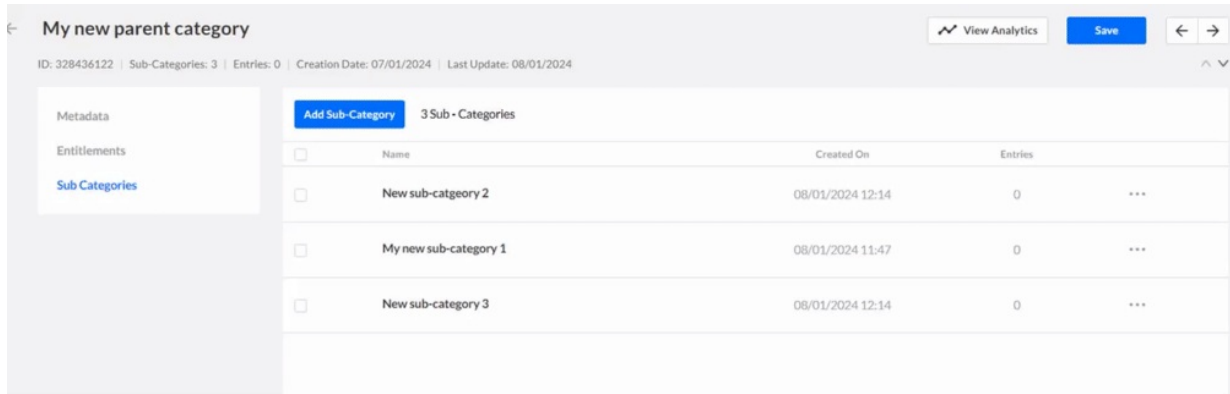 My new parent category
View Analytics
Save
ID: 328436122 | Sub-Categories: 3 | Entries: 0 | Creation Date: 07/01/2024 | Last Update: 08/01/2024
Metadata
Entitlements
Sub Categories
Add Sub-Category 3 Sub - Categories
Name Created On Entries
New sub-catgeory 2 08/01/2024 12:14 0
My new sub-category 1 08/01/2024 11:47 0
New sub-category 3 08/01/2024 12:14 0